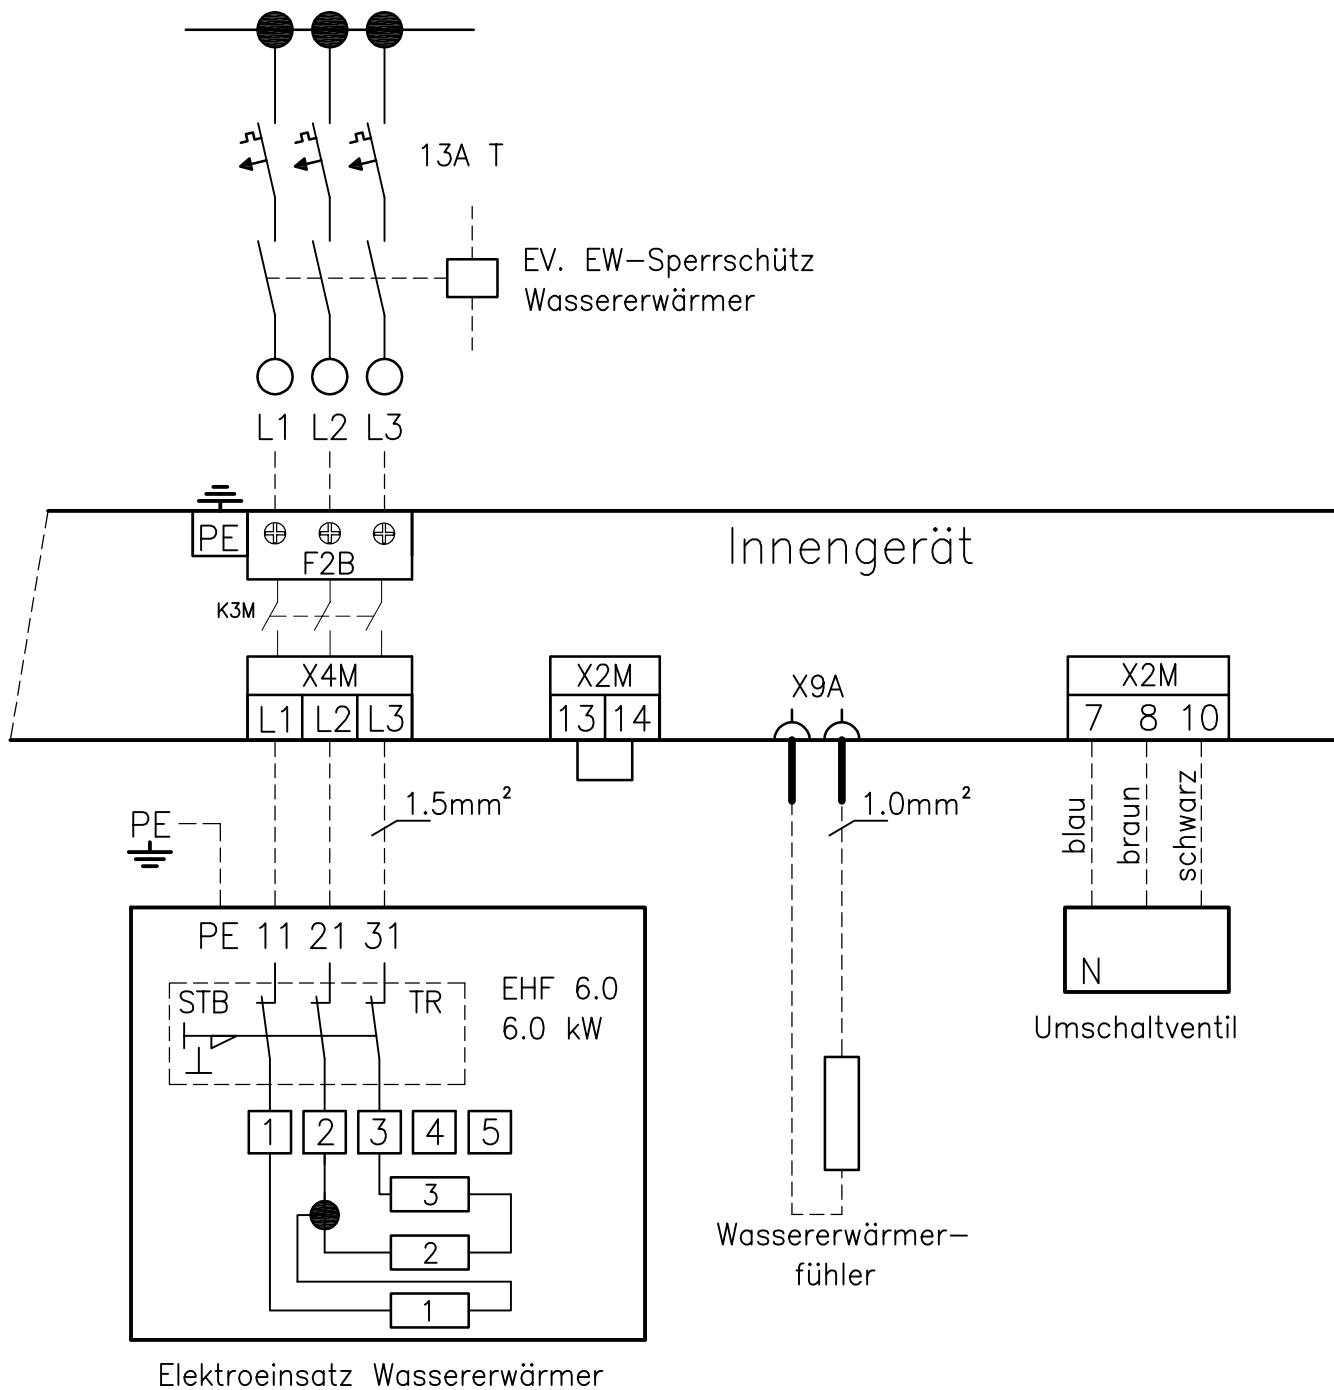 13A T
EV. EW-Sperrschütz
Wassererwärmer
L1 L2 L3
PE
F2B
Innengerät
K3M
X4M
L1 L2 L3
X2M
13 14
X9A
X2M
7 8 10
1.5mm²
1.0mm²
PE
blau
braun
schwarz
PE 11 21 31
STB
TR
EHF 6.0
6.0 kW
N
Umschaltventil
1 2 3 4 5
3
2
1
Wassererwärmer-
fühler
Elektroeinsatz Wassererwärmer